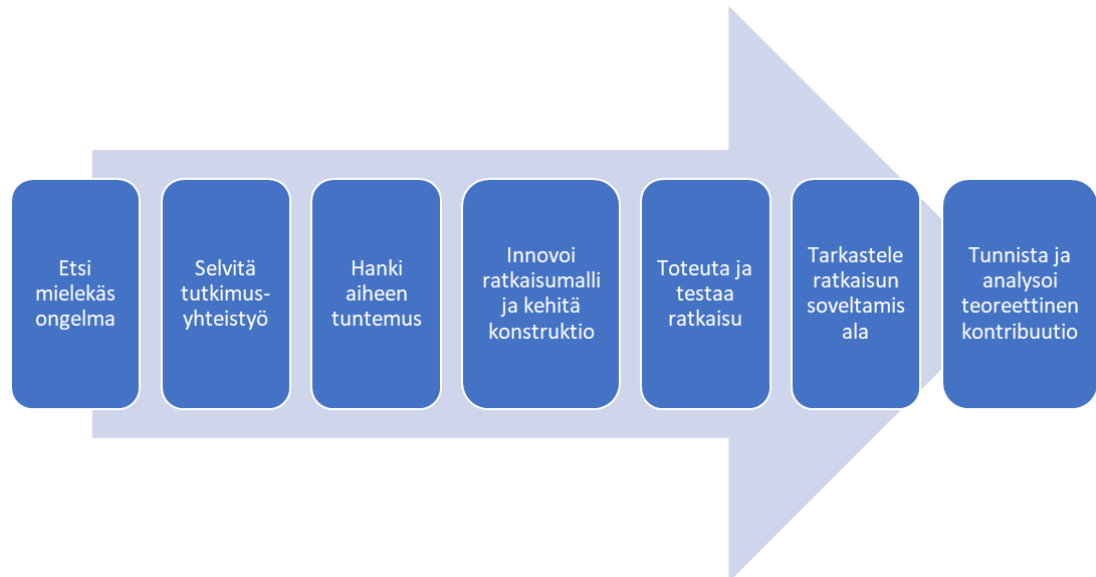 Etsi
mielekäs
ongelma
Selvitä
tutkimus-
yhteistyö
Hanki
aiheen
tuntemus
Innovoi
ratkaisumalli
ja kehitä
konstruktio
Toteuta ja
testaa
ratkaisu
Tarkastele
ratkaisun
soveltamis
ala
Tunnista ja
analysoi
teoreettinen
kontribuutio